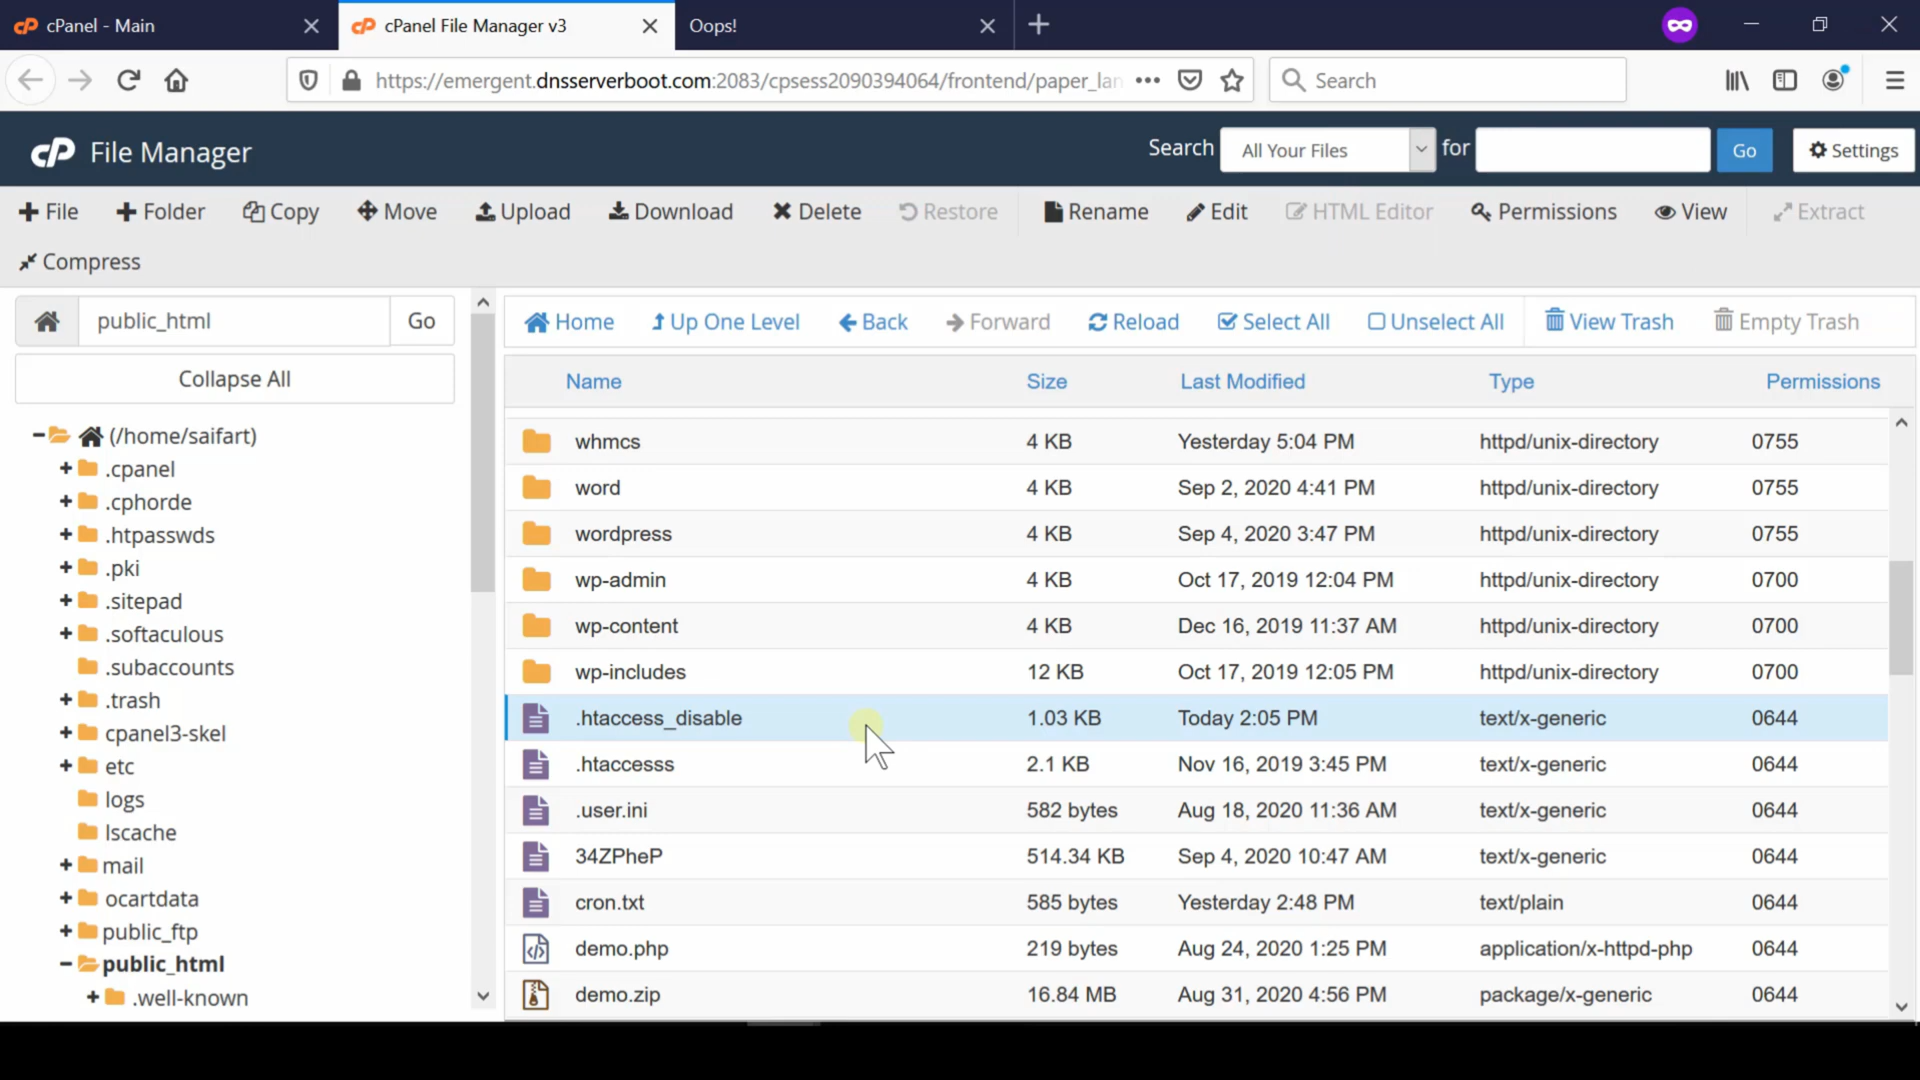 cPanel - Main
cPanel File Manager v3
Oops!
https://emergent.dnsserverboot.com:2083/cpsess2090394064/frontend/paper_lan
Search
cP File Manager
Search All Your Files for Go Settings
File Folder Copy Move Upload Download Delete Restore Rename Edit HTML Editor Permissions View Extract
Compress
public_html Go
Collapse All
(/home/saifart)
.cpanel
.cphorde
.htpasswds
.pki
.sitepad
.softaculous
.subaccounts
.trash
cpanel3-skel
etc
logs
lscache
mail
ocartdata
public_ftp
public_html
.well-known
Home Up One Level Back Forward Reload Select All Unselect All View Trash Empty Trash
Name Size Last Modified Type Permissions
whmcs 4 KB Yesterday 5:04 PM httpd/unix-directory 0755
word 4 KB Sep 2, 2020 4:41 PM httpd/unix-directory 0755
wordpress 4 KB Sep 4, 2020 3:47 PM httpd/unix-directory 0755
wp-admin 4 KB Oct 17, 2019 12:04 PM httpd/unix-directory 0700
wp-content 4 KB Dec 16, 2019 11:37 AM httpd/unix-directory 0700
wp-includes 12 KB Oct 17, 2019 12:05 PM httpd/unix-directory 0700
.htaccess_disable 1.03 KB Today 2:05 PM text/x-generic 0644
.htaccesss 2.1 KB Nov 16, 2019 3:45 PM text/x-generic 0644
.user.ini 582 bytes Aug 18, 2020 11:36 AM text/x-generic 0644
34ZPheP 514.34 KB Sep 4, 2020 10:47 AM text/x-generic 0644
cron.txt 585 bytes Yesterday 2:48 PM text/plain 0644
demo.php 219 bytes Aug 24, 2020 1:25 PM application/x-httpd-php 0644
demo.zip 16.84 MB Aug 31, 2020 4:56 PM package/x-generic 0644